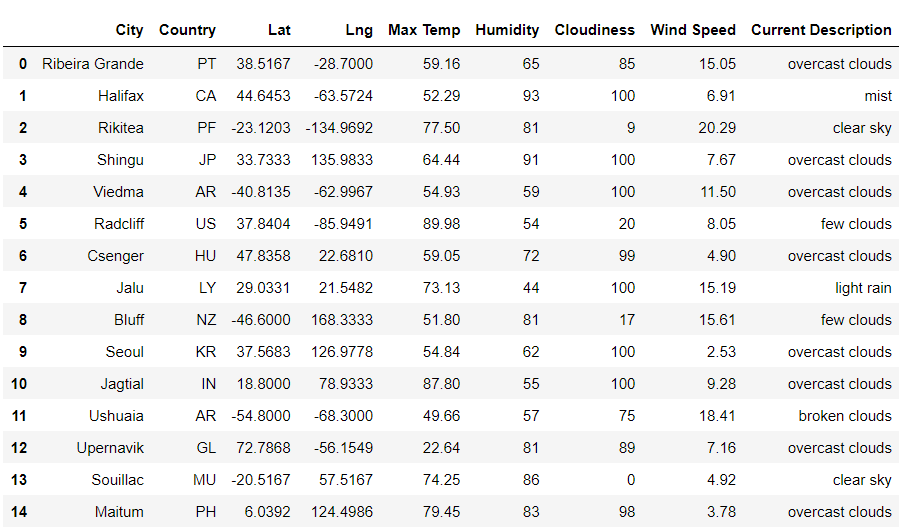 City Country Lat Lng Max Temp Humidity Cloudiness Wind Speed Current Description
0 Ribeira Grande PT 38.5167 -28.7000 59.16 65 85 15.05 overcast clouds
1 Halifax CA 44.6453 -63.5724 52.29 93 100 6.91 mist
2 Rikitea PF -23.1203 -134.9692 77.50 81 9 20.29 clear sky
3 Shingu JP 33.7333 135.9833 64.44 91 100 7.67 overcast clouds
4 Viedma AR -40.8135 -62.9967 54.93 59 100 11.50 overcast clouds
5 Radcliff US 37.8404 -85.9491 89.98 54 20 8.05 few clouds
6 Csenger HU 47.8358 22.6810 59.05 72 99 4.90 overcast clouds
7 Jalu LY 29.0331 21.5482 73.13 44 100 15.19 light rain
8 Bluff NZ -46.6000 168.3333 51.80 81 17 15.61 few clouds
9 Seoul KR 37.5683 126.9778 54.84 62 100 2.53 overcast clouds
10 Jagtial IN 18.8000 78.9333 87.80 55 100 9.28 overcast clouds
11 Ushuaia AR -54.8000 -68.3000 49.66 57 75 18.41 broken clouds
12 Upernavik GL 72.7868 -56.1549 22.64 81 89 7.16 overcast clouds
13 Souillac MU -20.5167 57.5167 74.25 86 0 4.92 clear sky
14 Maitum PH 6.0392 124.4986 79.45 83 98 3.78 overcast clouds